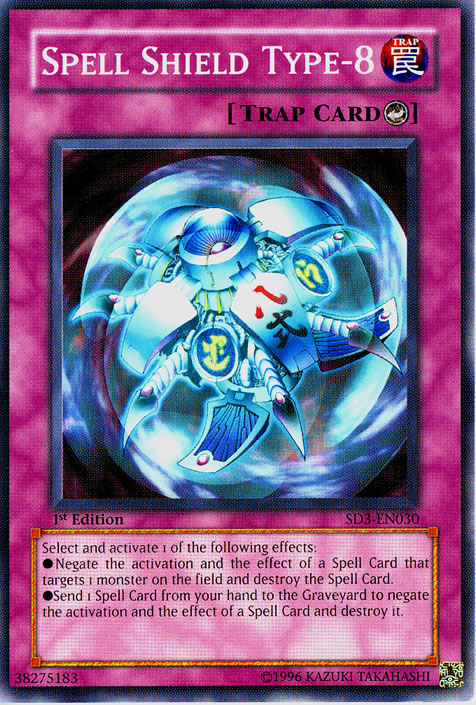 SPELL SHIELD TYPE-8
TRAP
罠
[TRAP CARD]
八式
1st Edition
SD3-EN030
Select and activate 1 of the following effects:
●Negate the activation and the effect of a Spell Card that
targets 1 monster on the field and destroy the Spell Card.
●Send 1 Spell Card from your hand to the Graveyard to negate
the activation and the effect of a Spell Card and destroy it.
38275183
©1996 KAZUKI TAKAHASHI